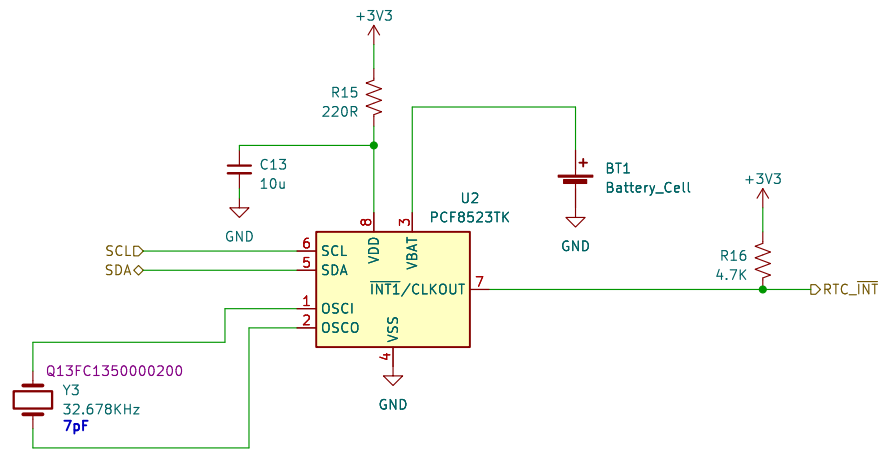 +3V3
R15
220R
C13
10u
GND
BT1
Battery_Cell
GND
+3V3
R16
4.7K
U2
PCF8523TK
8
3
VDD
VBAT
SCL
6
SCL
SDA
5
SDA
INT1/CLKOUT
7
RTC_INT
1
OSCI
2
OSCO
VSS
4
GND
Q13FC1350000200
Y3
32.678KHz
7pF